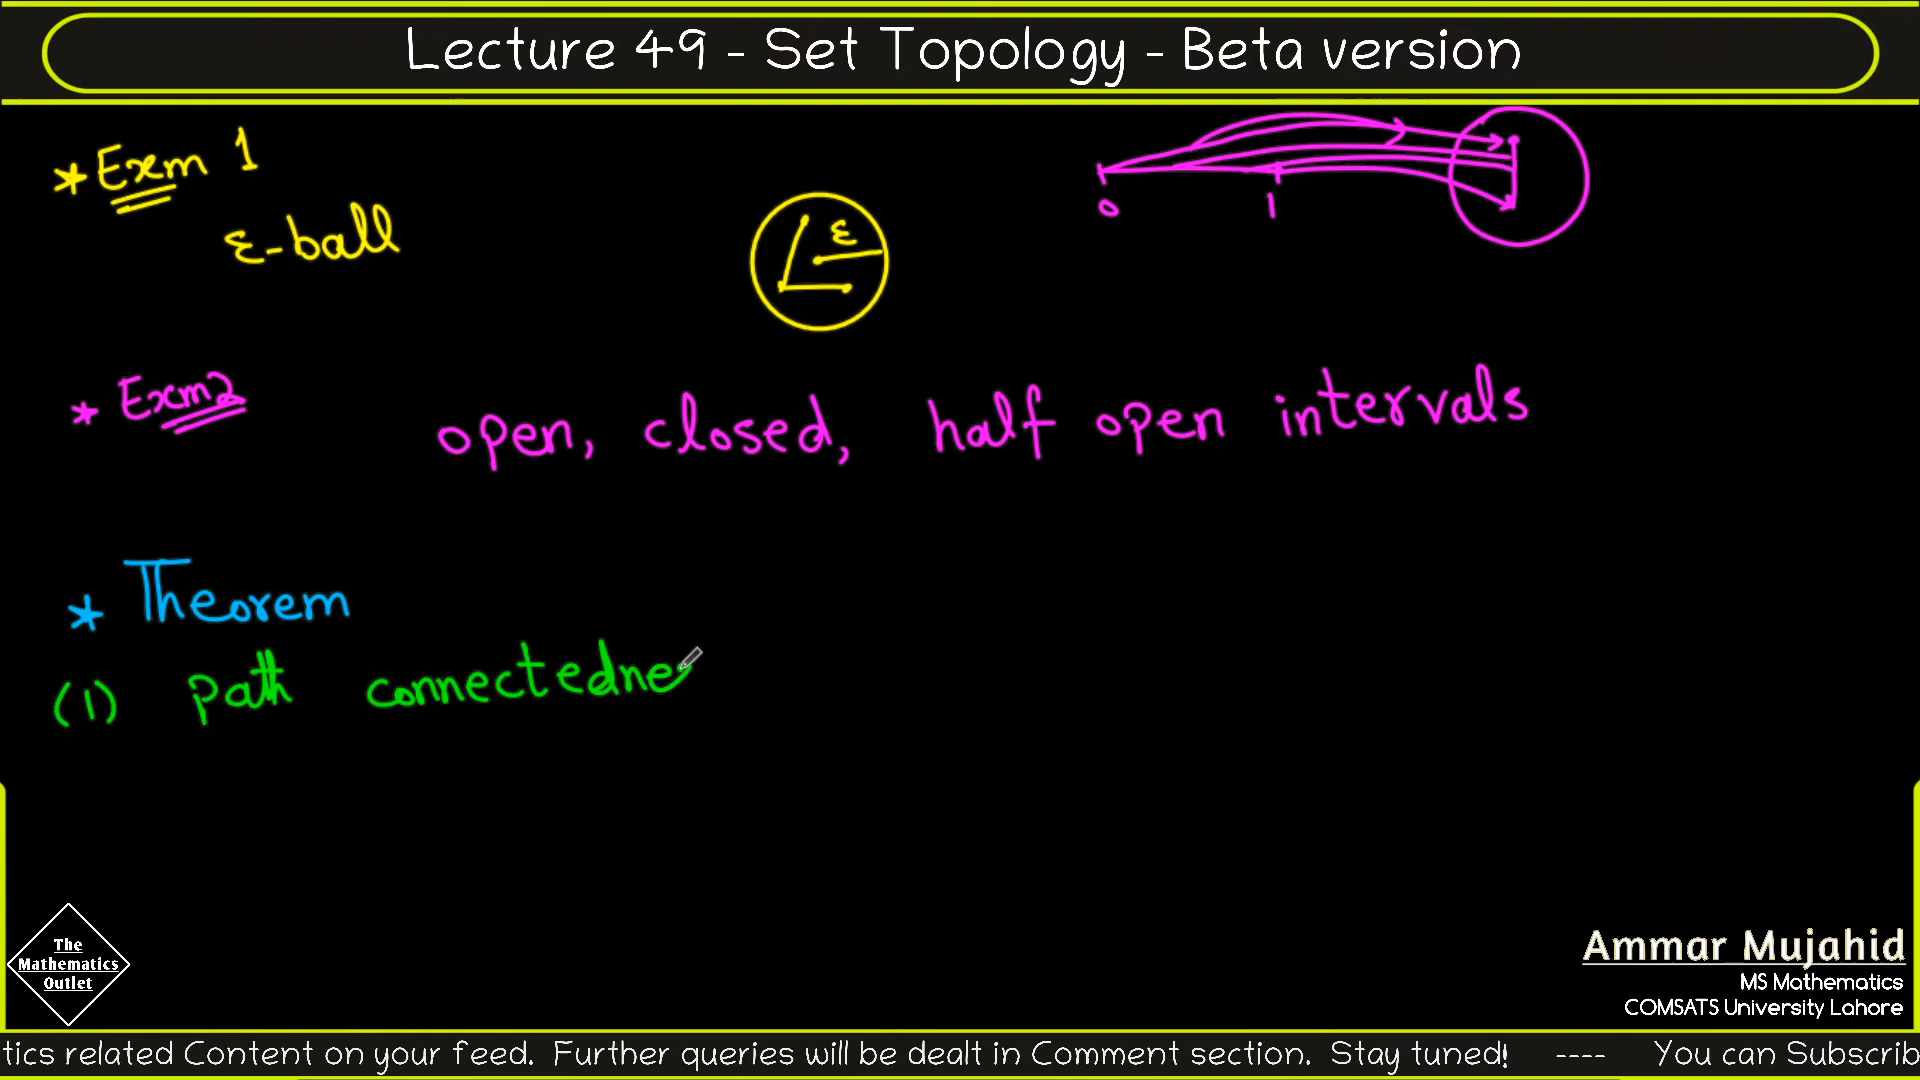 Lecture 49 - Set Topology - Beta version
* Exm 1
ε-ball
ε
0 1
* Exm2
open, closed, half open intervals
* Theorem
(1) path connectednes
The
Mathematics
Outlet
Ammar Mujahid
MS Mathematics
COMSATS University Lahore
tics related Content on your feed. Further queries will be dealt in Comment section. Stay tuned! ---- You can Subscrib